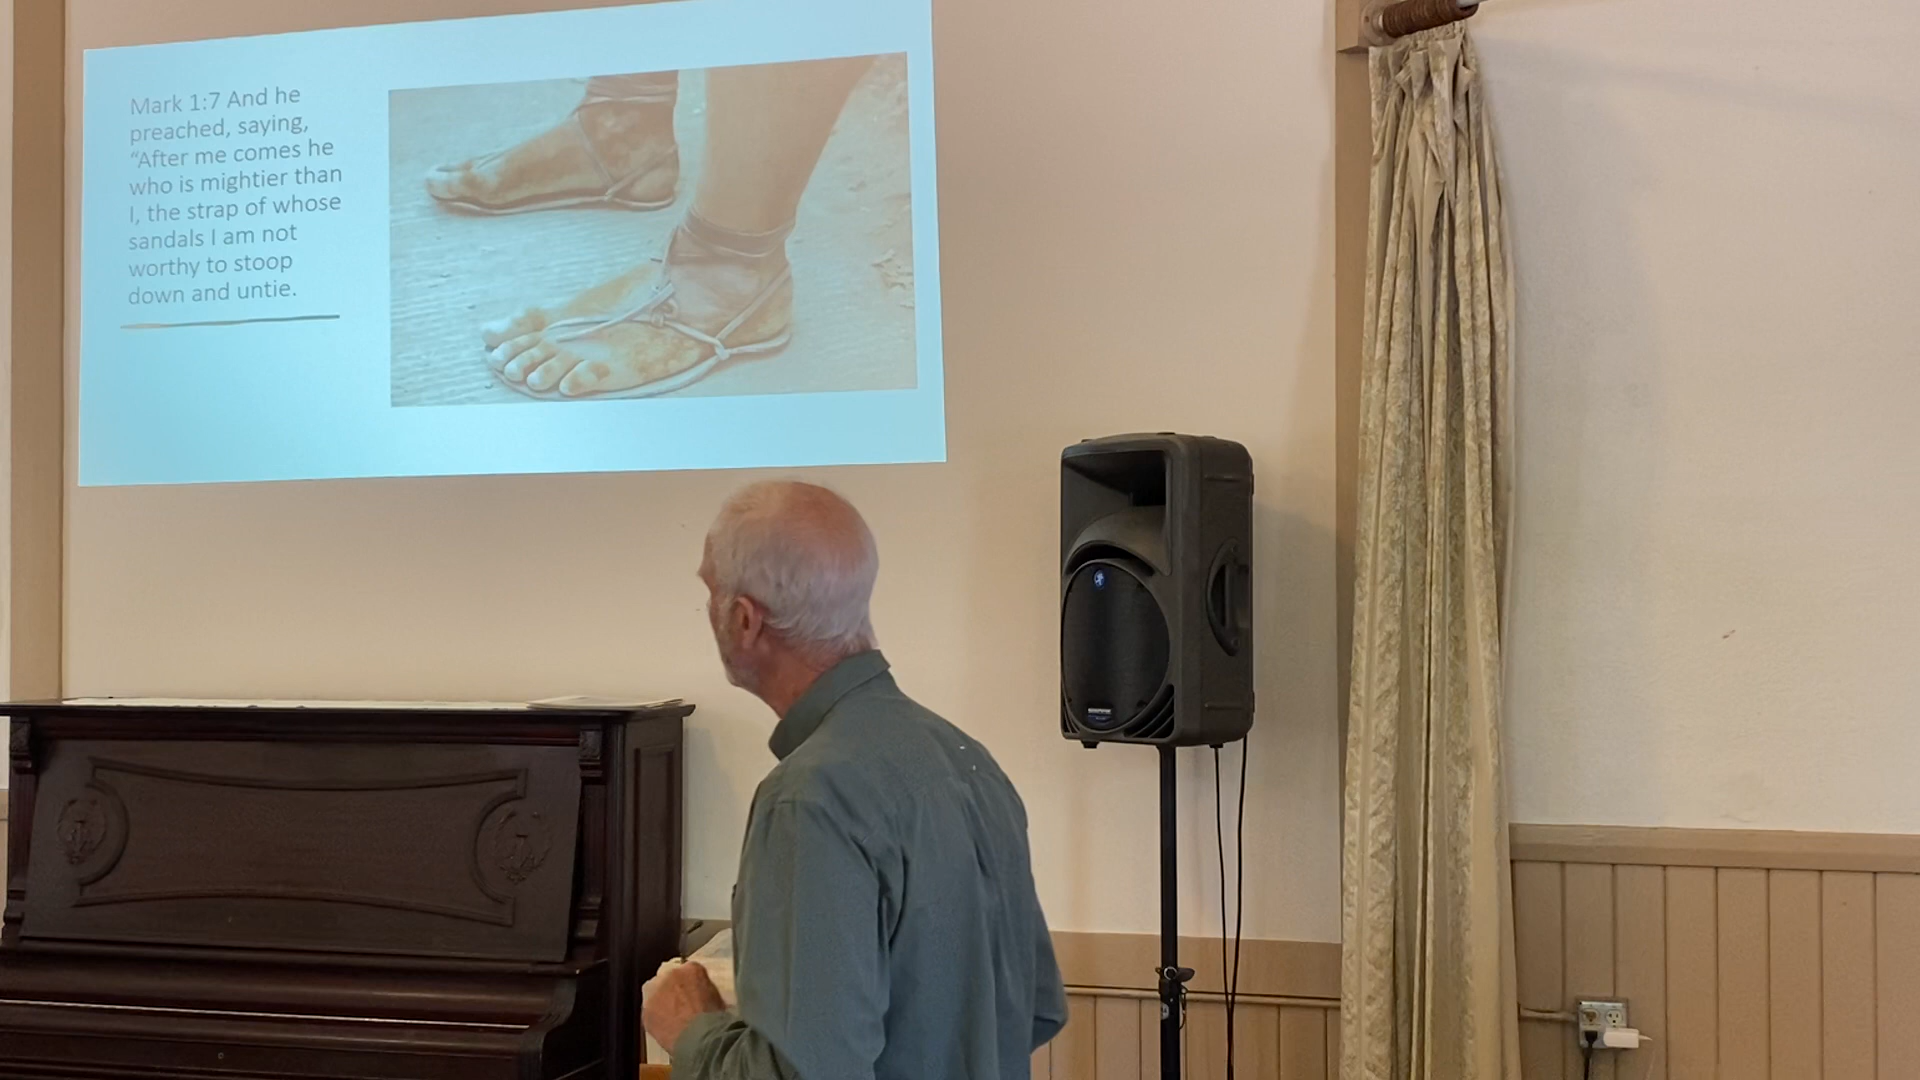 Mark 1:7 And he
preached, saying,
“After me comes he
who is mightier than
I, the strap of whose
sandals I am not
worthy to stoop
down and untie.